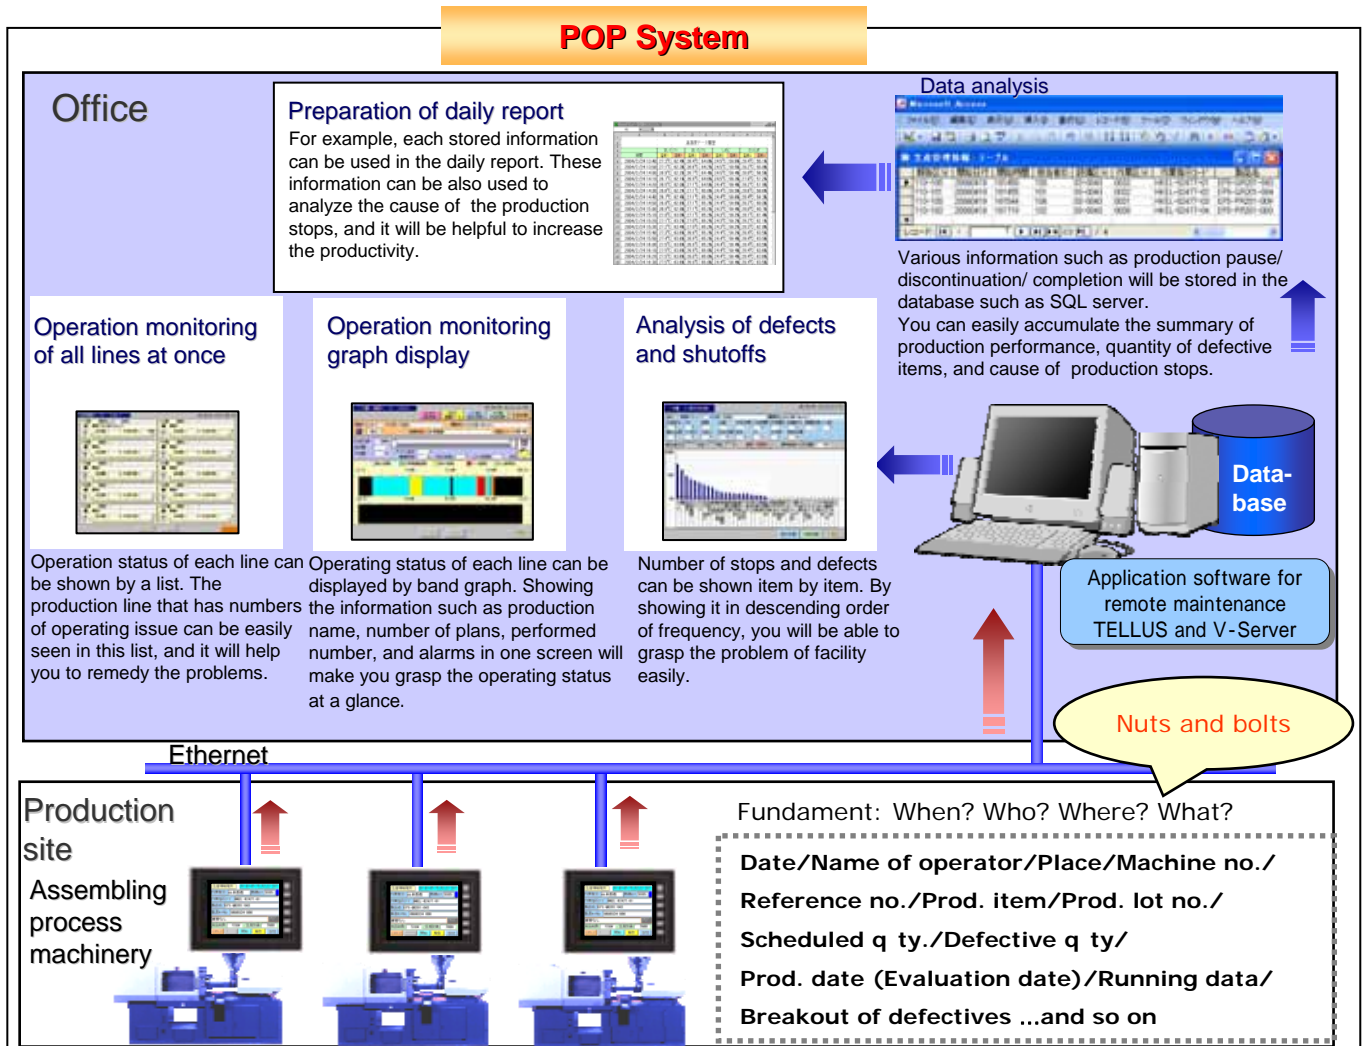 POP System
Office
Preparation of daily report
For example, each stored information
can be used in the daily report. These
information can be also used to
analyze the cause of the production
stops, and it will be helpful to increase
the productivity.
Data analysis
Microsoft Access
Various information such as production pause/
discontinuation/ completion will be stored in the
database such as SQL server.
You can easily accumulate the summary of
production performance, quantity of defective
items, and cause of production stops.
Operation monitoring
of all lines at once
Operation status of each line can
be shown by a list. The
production line that has numbers
of operating issue can be easily
seen in this list, and it will help
you to remedy the problems.
Operation monitoring
graph display
Operating status of each line can be
displayed by band graph. Showing
the information such as production
name, number of plans, performed
number, and alarms in one screen will
make you grasp the operating status
at a glance.
Analysis of defects
and shutoffs
Number of stops and defects
can be shown item by item. By
showing it in descending order
of frequency, you will be able to
grasp the problem of facility
easily.
Data-
base
Application software for
remote maintenance
TELLUS and V-Server
Nuts and bolts
Ethernet
Production
site
Assembling
process
machinery
Fundament: When? Who? Where? What?
Date/Name of operator/Place/Machine no./
Reference no./Prod. item/Prod. lot no./
Scheduled q ty./Defective q ty/
Prod. date (Evaluation date)/Running data/
Breakout of defectives ...and so on